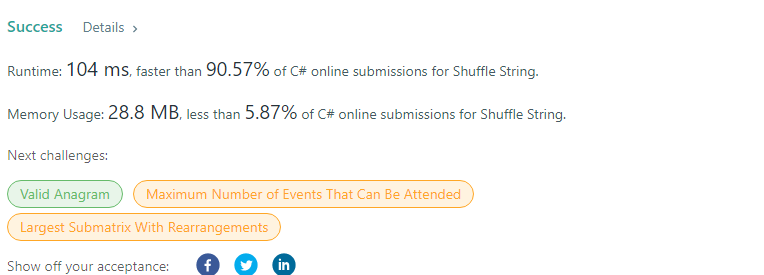 Success Details >
Runtime: 104 ms, faster than 90.57% of C# online submissions for Shuffle String.
Memory Usage: 28.8 MB, less than 5.87% of C# online submissions for Shuffle String.
Next challenges:
Valid Anagram Maximum Number of Events That Can Be Attended
Largest Submatrix With Rearrangements
Show off your acceptance: f in